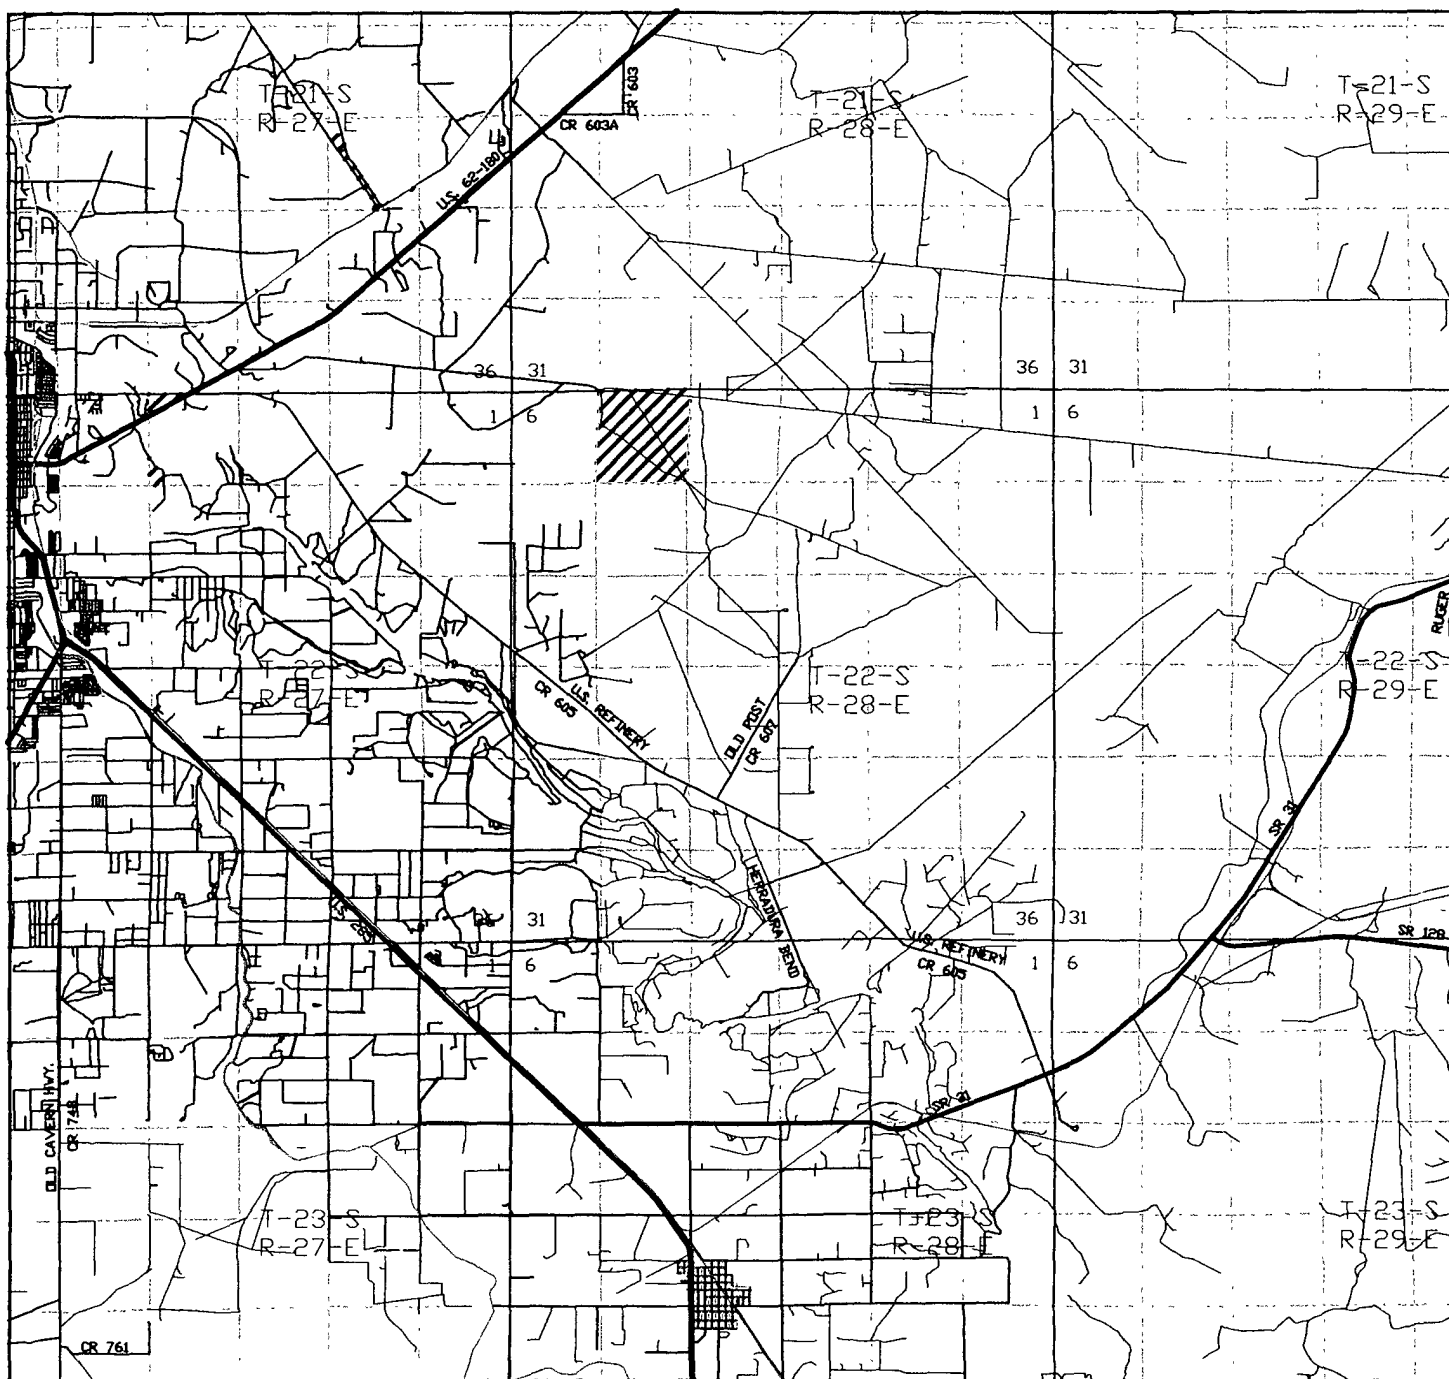 T-21-S
R-27-E
T-21-S
R-28-E
T-21-S
R-29-E
CR 603
CR 603A
U.S. 62-180
36 31
1 6
36 31
1 6
T-22-S
R-27-E
T-22-S
R-28-E
T-22-S
R-29-E
RUGER
U.S. REFINERY
CR 605
OLD POST
CR 607
SR 31
HERRADURA BEND
US 285
31
1 6
36 31
1 6
U.S. REFINERY
CR 605
SR 128
SR 31
OLD CAVERN HWY.
CR 748
T-23-S
R-27-E
T-23-S
R-28-E
T-23-S
R-29-E
CR 761